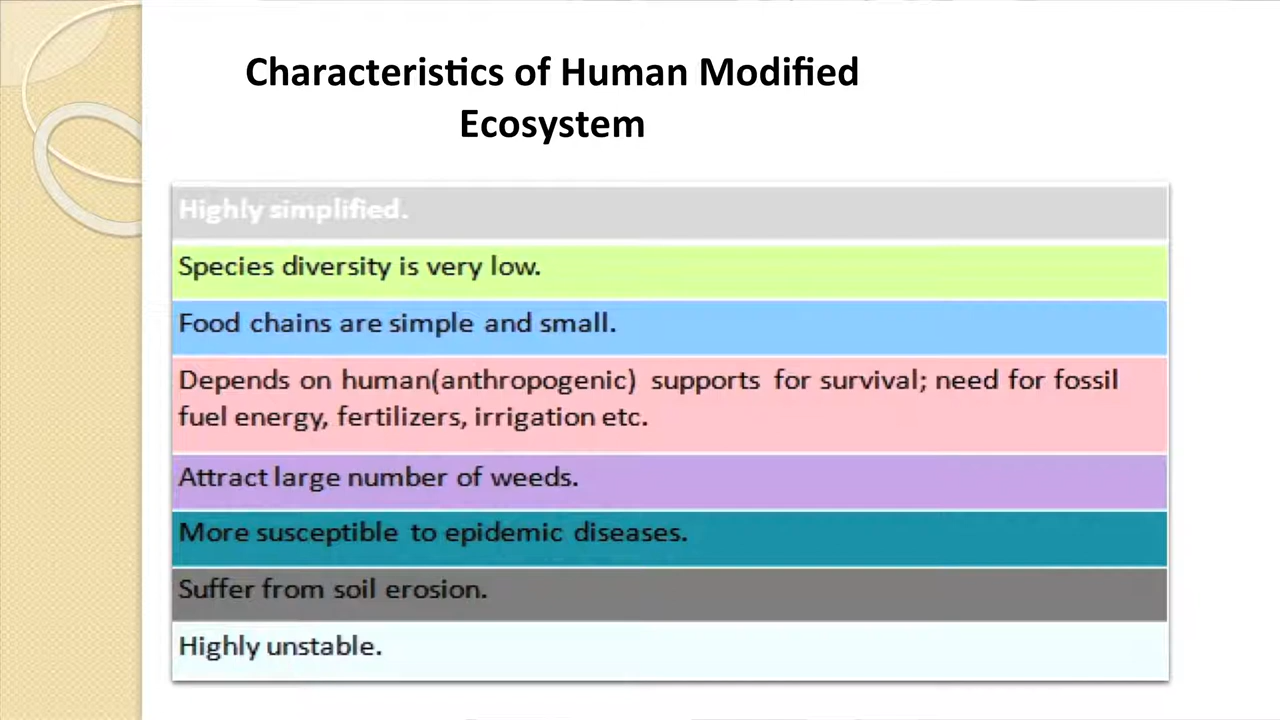 Characteristics of Human Modified
Ecosystem
Highly simplified.
Species diversity is very low.
Food chains are simple and small.
Depends on human(anthropogenic) supports for survival; need for fossil
fuel energy, fertilizers, irrigation etc.
Attract large number of weeds.
More susceptible to epidemic diseases.
Suffer from soil erosion.
Highly unstable.